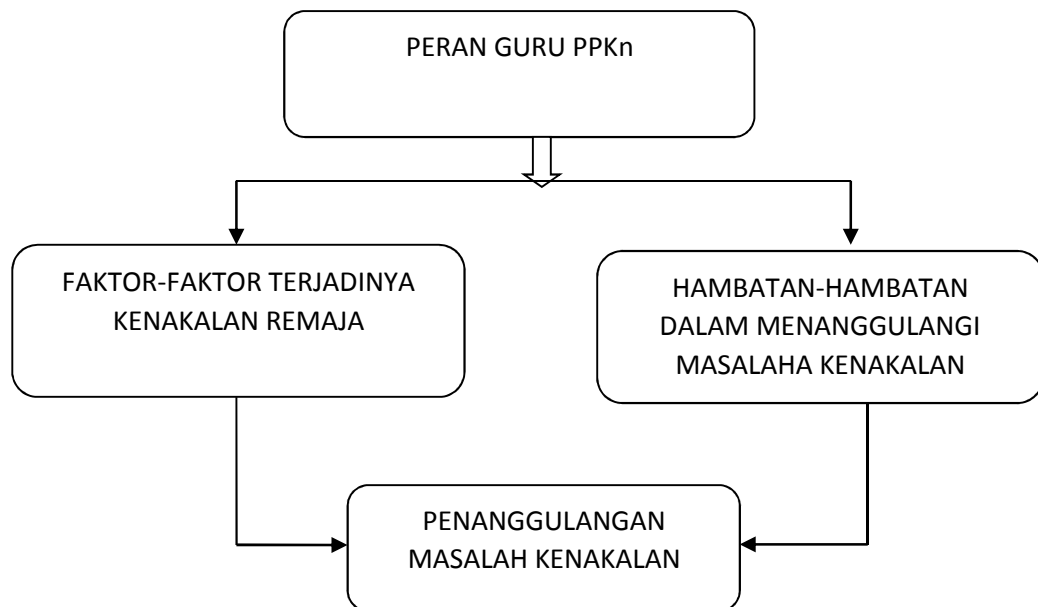 PERAN GURU PPKn
FAKTOR-FAKTOR TERJADINYA
KENAKALAN REMAJA
HAMBATAN-HAMBATAN
DALAM MENANGGULANGI
MASALAHA KENAKALAN
PENANGGULANGAN
MASALAH KENAKALAN